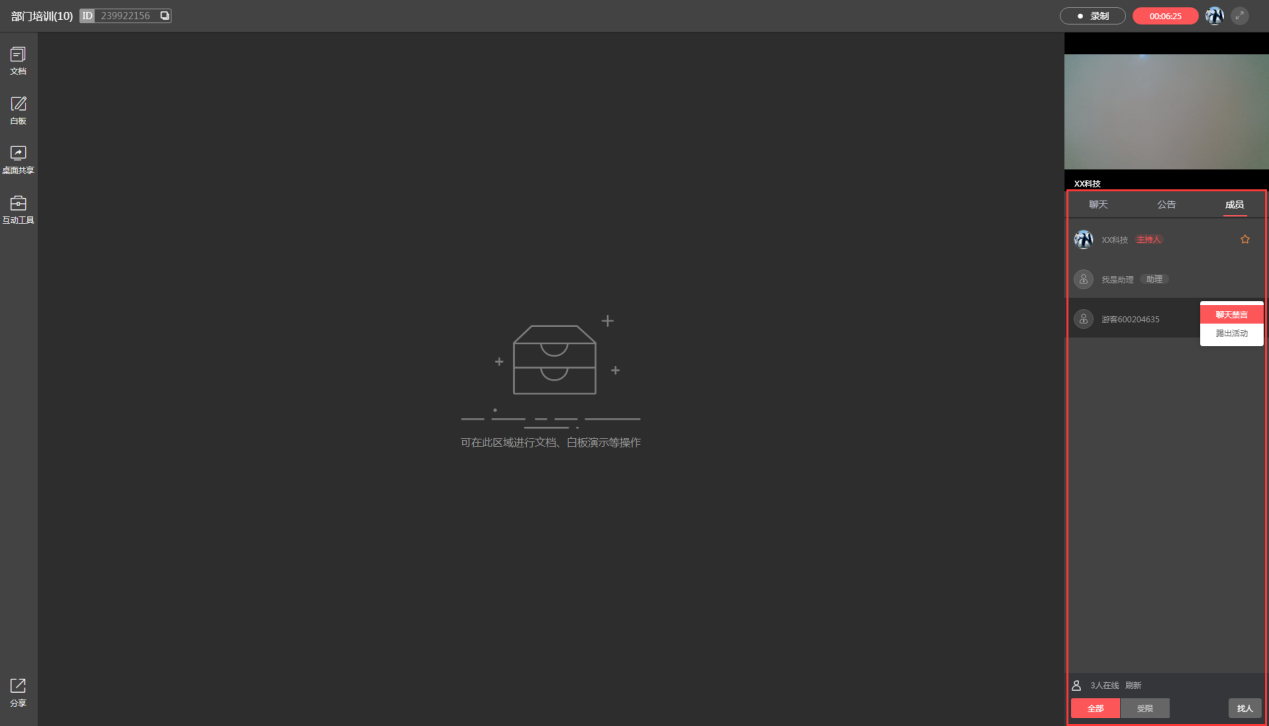 部门培训(10) ID 239922156
录制 00:06:25
文档
白板
桌面共享
互动工具
可在此区域进行文档、白板演示等操作
XX科技
聊天 公告 成员
XX科技 主持人
我是助理 助理
游客600204635
聊天禁言
踢出活动
3人在线 刷新
全部 受限 找人
分享